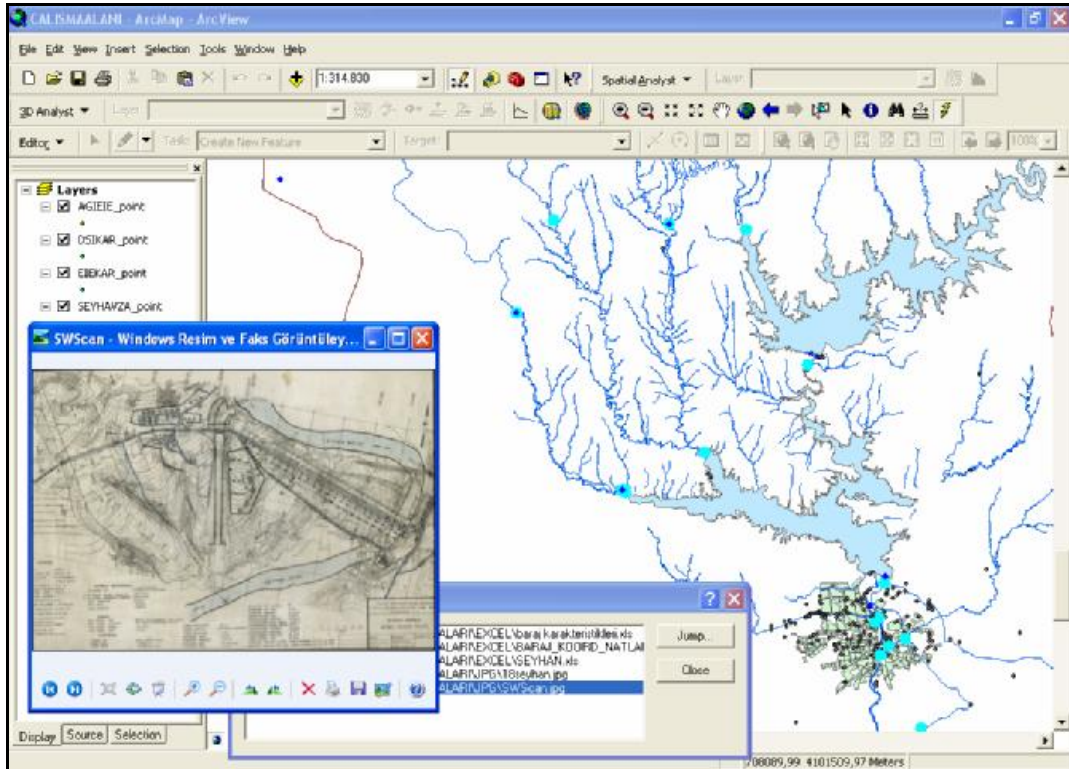 CALISMAALANI - ArcMap - ArcView
File Edit View Insert Selection Tools Window Help
1:314.830
Spatial Analyst
Layer:
3D Analyst
Layer:
Editor
Task: Create New Feature
Target:
100%
Layers
AGIEIE_point
DSIKAR_point
EIEKAR_point
SEYHAVZA_point
SWScan - Windows Resim ve Faks Görüntüley...
ALARI\EXCEL\baraj karakteristikleri.xls
ALARI\EXCEL\BARAJ_KOORD_NATLAR
ALARI\EXCEL\SEYHAN.xls
ALARI\JPG\18seyhan.jpg
ALARI\JPG\SWScan.jpg
Jump...
Close
Display Source Selection
708089,99 4101509,97 Meters